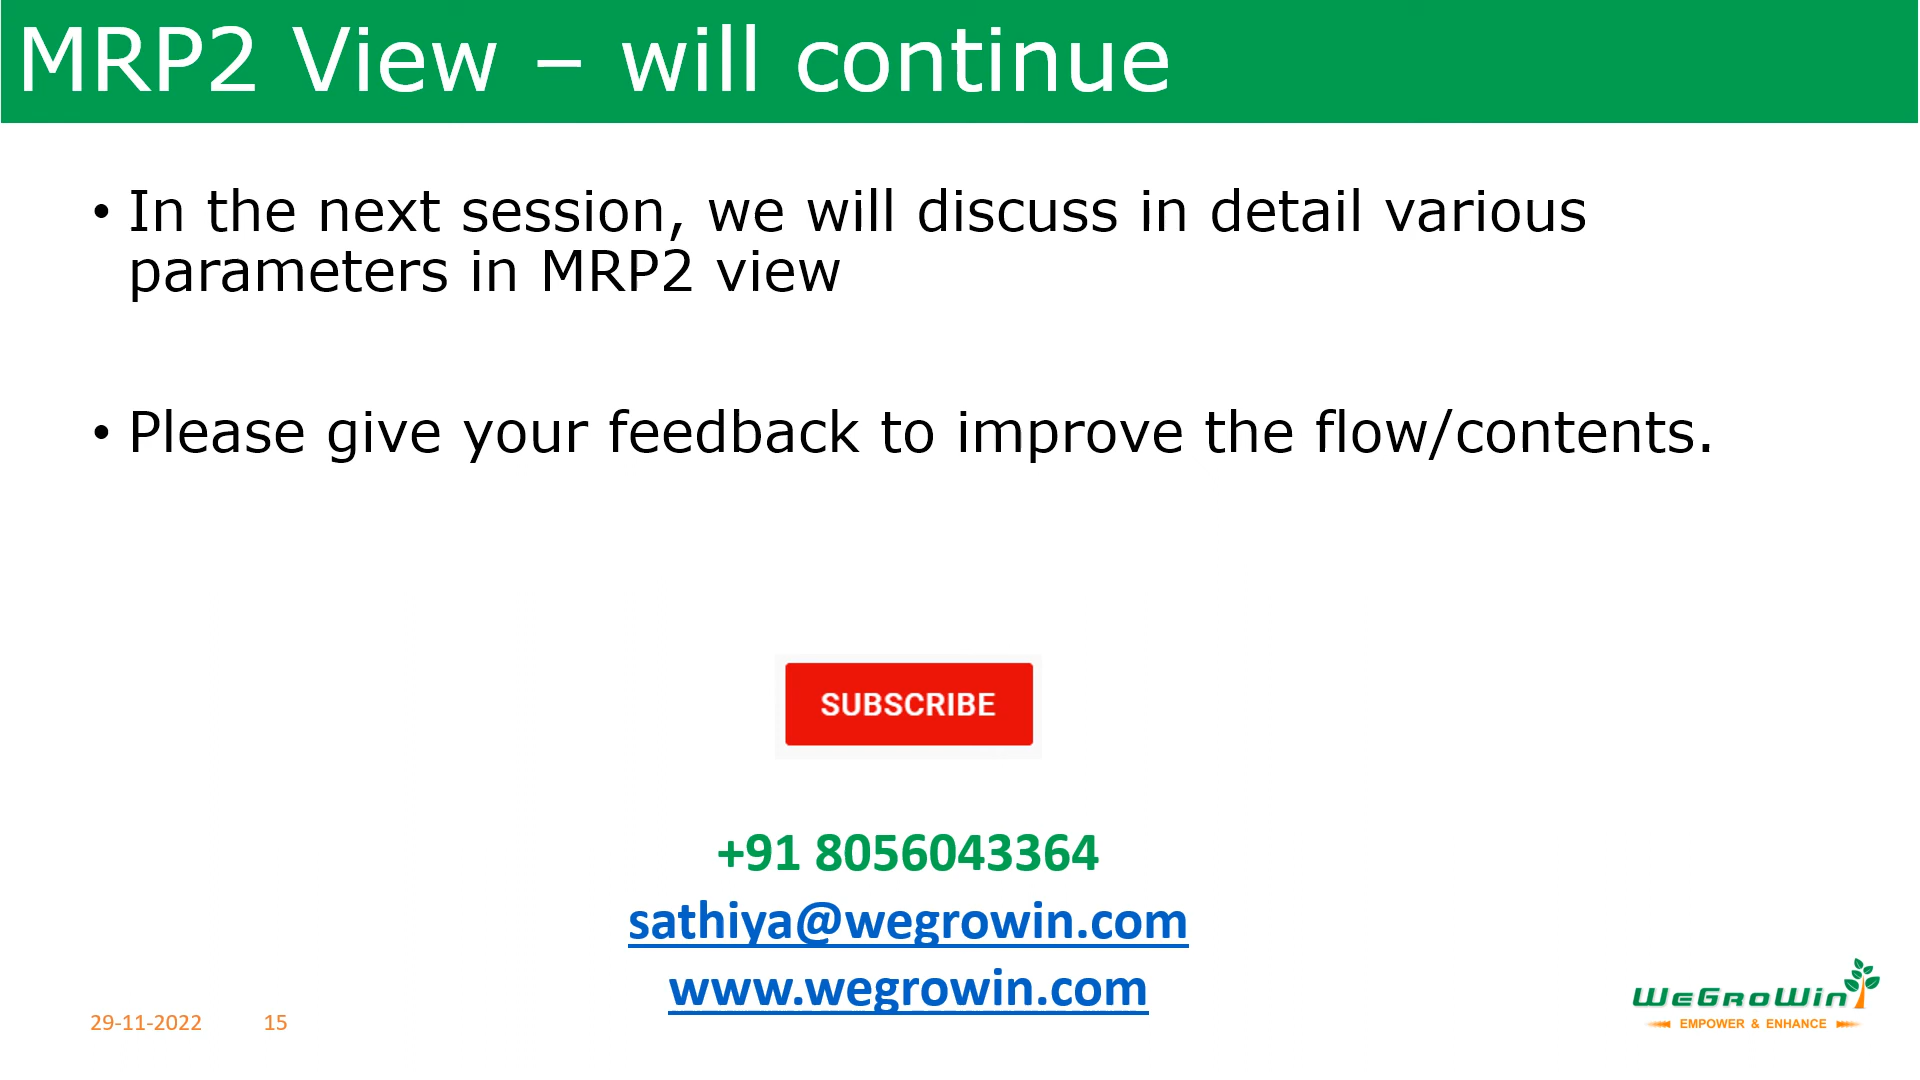 MRP2 View – will continue
• In the next session, we will discuss in detail various
parameters in MRP2 view
• Please give your feedback to improve the flow/contents.
SUBSCRIBE
+91 8056043364
sathiya@wegrowin.com
www.wegrowin.com
29-11-2022 15
WeGroWin
EMPOWER & ENHANCE